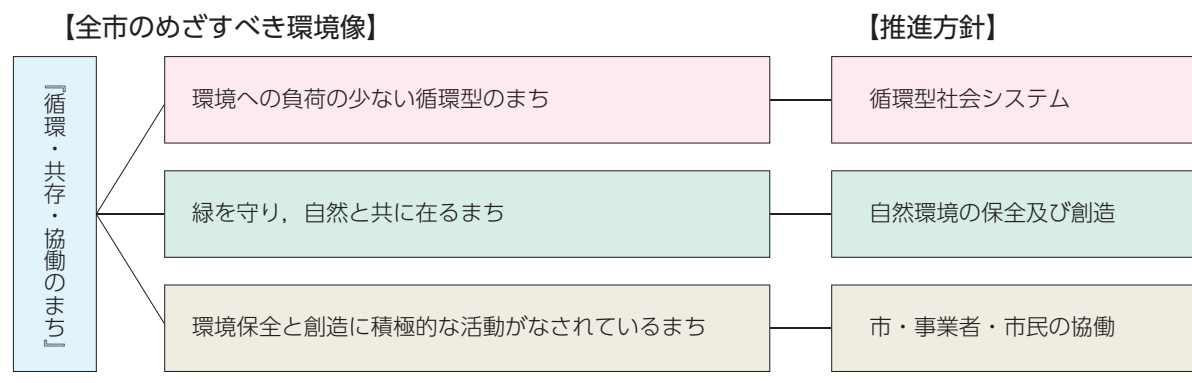 【全市のめざすべき環境像】
【推進方針】
『循環・共存・協働のまち』
環境への負荷の少ない循環型のまち
循環型社会システム
緑を守り，自然と共に在るまち
自然環境の保全及び創造
環境保全と創造に積極的な活動がなされているまち
市・事業者・市民の協働